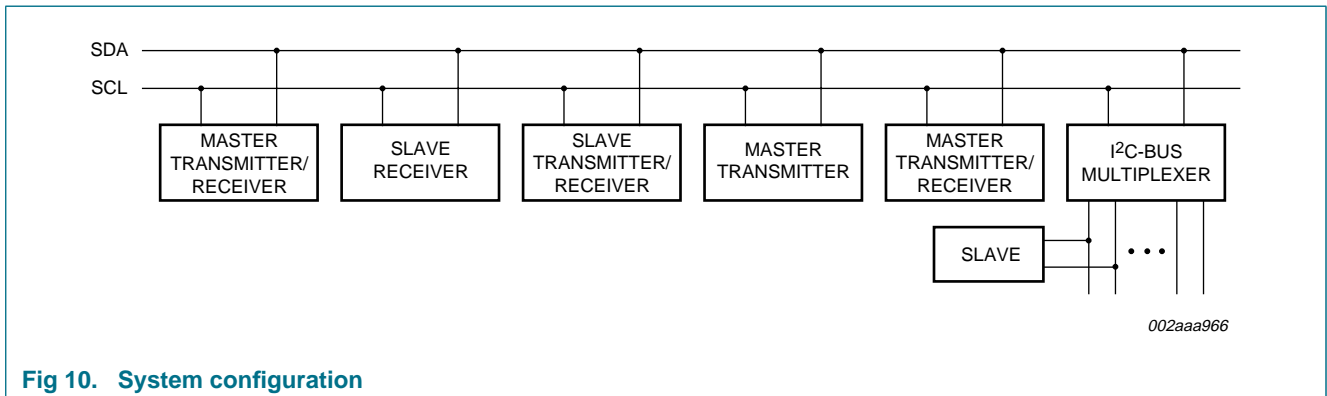 SDA
SCL
MASTER
TRANSMITTER/
RECEIVER
SLAVE
RECEIVER
SLAVE
TRANSMITTER/
RECEIVER
MASTER
TRANSMITTER
MASTER
TRANSMITTER/
RECEIVER
I²C-BUS
MULTIPLEXER
SLAVE
002aaa966
Fig 10. System configuration